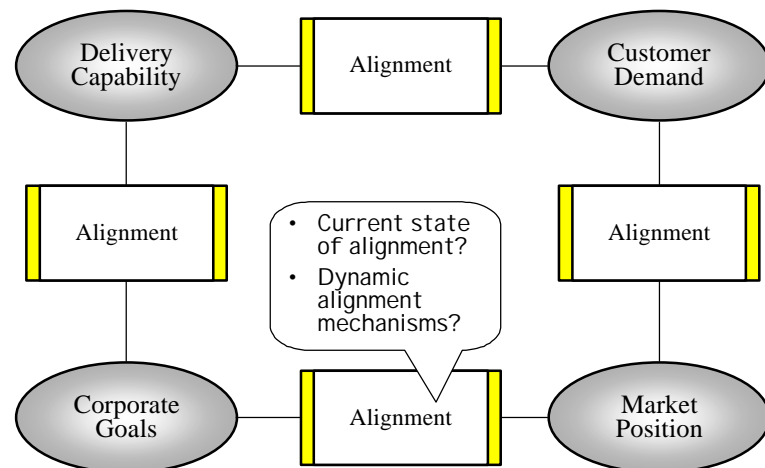 Delivery
Capability
Alignment
Customer
Demand
Alignment
• Current state
of alignment?
• Dynamic
alignment
mechanisms?
Alignment
Corporate
Goals
Alignment
Market
Position